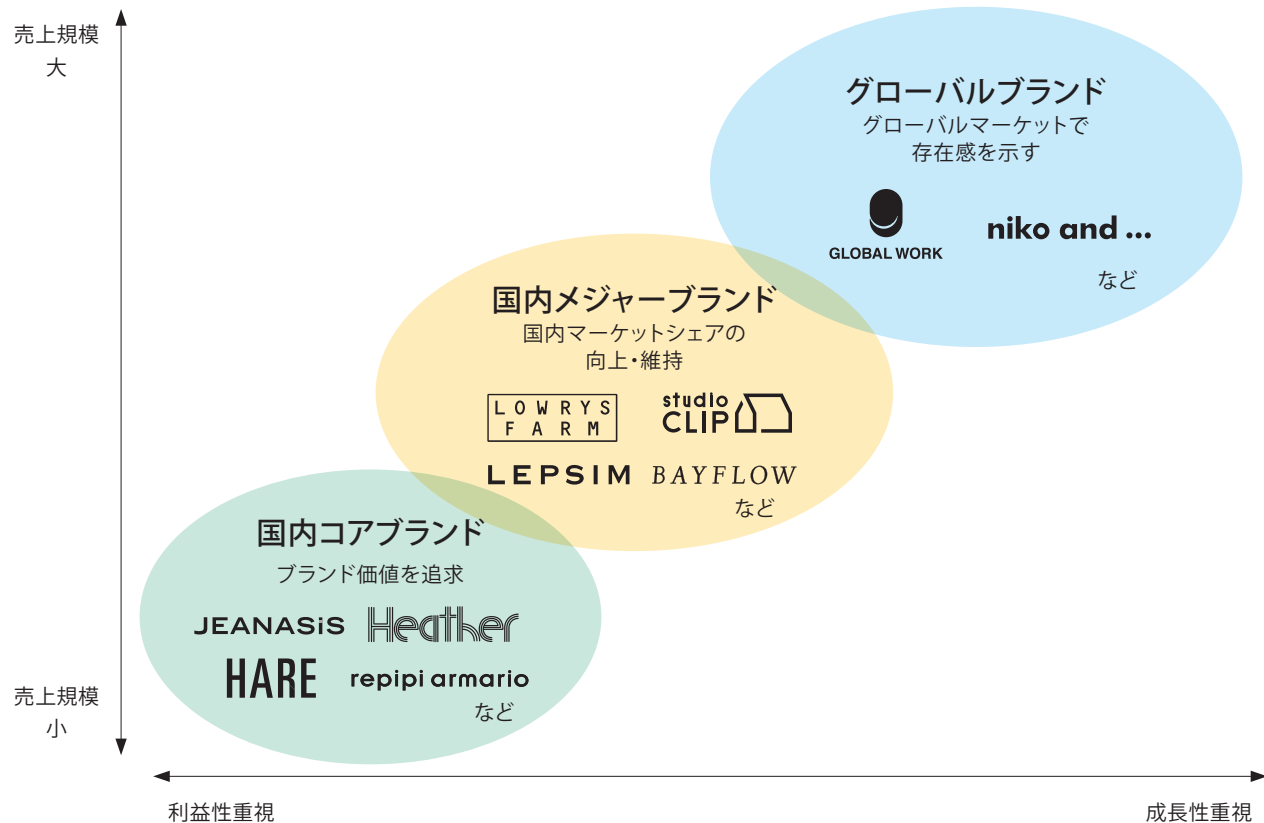 売上規模
大
グローバルブランド
グローバルマーケットで
存在感を示す
GLOBAL WORK
niko and ...
など
国内メジャーブランド
国内マーケットシェアの
向上・維持
LOWRYS
FARM
studio
CLIP
LEPSIM
BAYFLOW
など
国内コアブランド
ブランド価値を追求
JEANASiS
Heather
HARE
repipi armario
など
売上規模
小
利益性重視
成長性重視